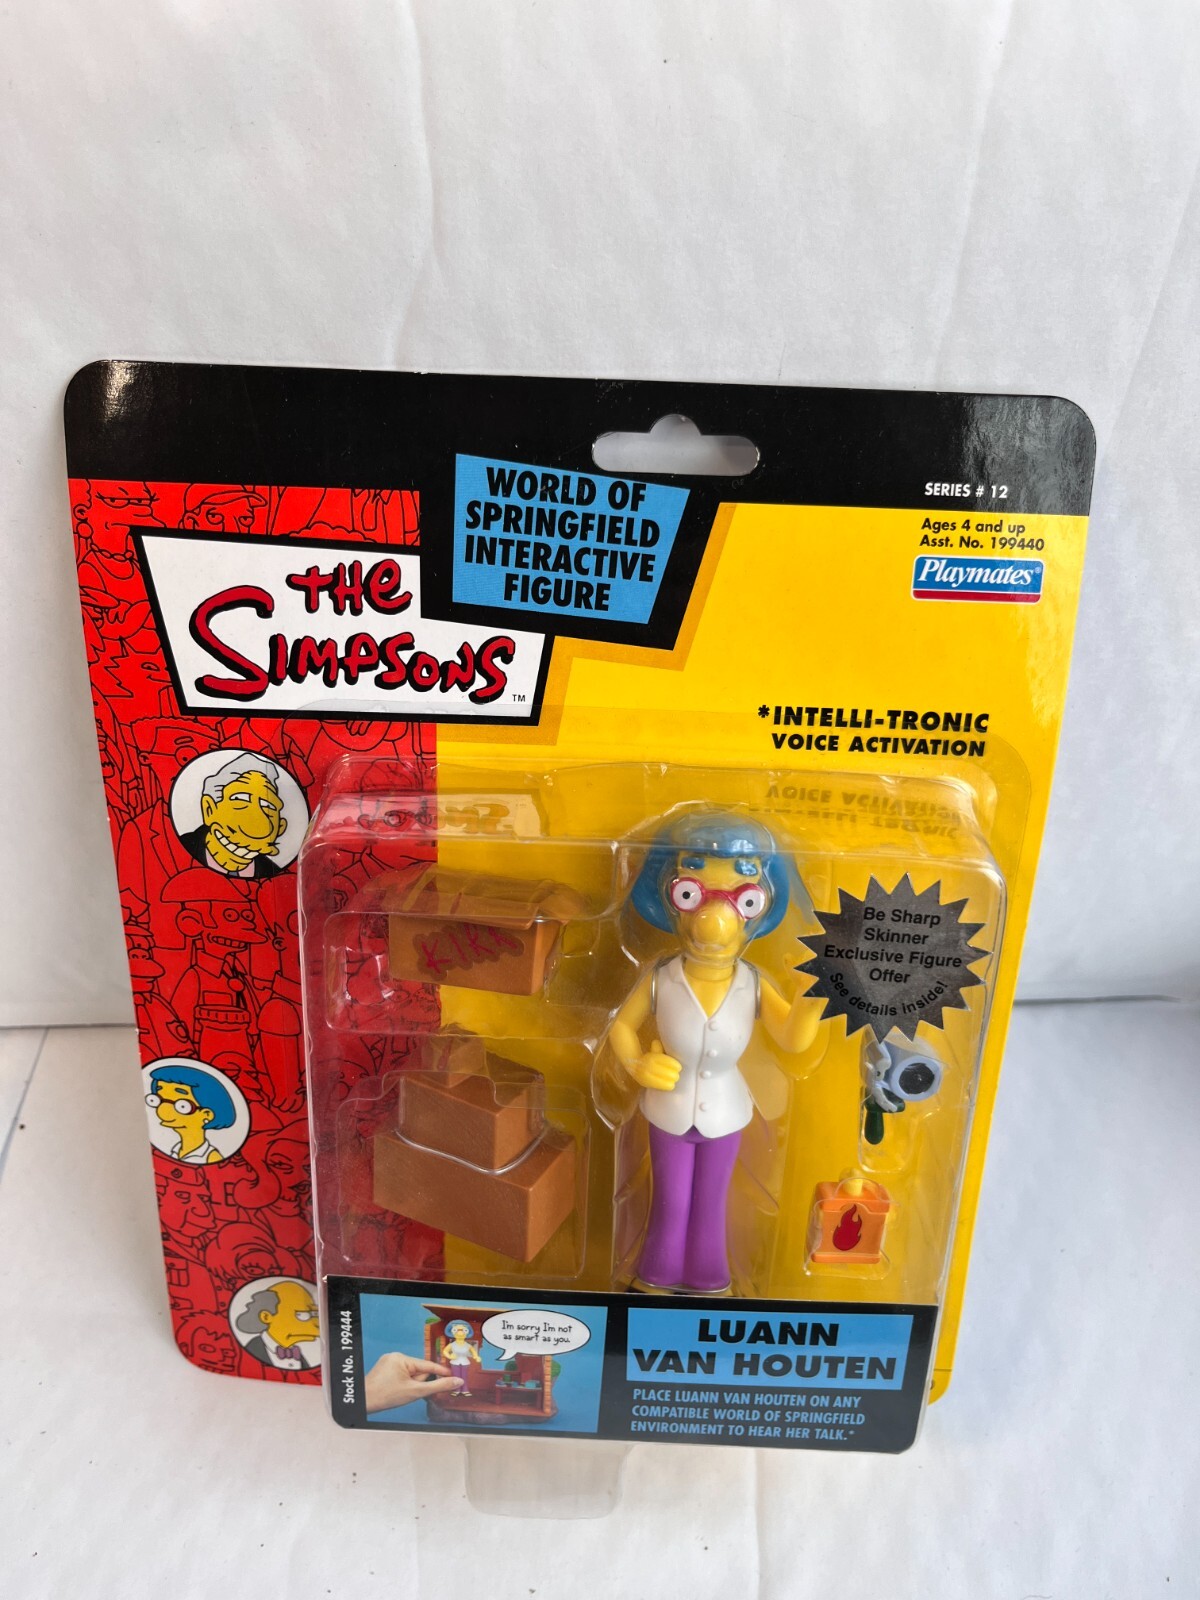 WORLD OF
SPRINGFIELD
INTERACTIVE
FIGURE
SERIES # 12
Ages 4 and up
Asst. No. 199440
Playmates®
THE
SIMPSONS
TM
*INTELLI-TRONIC
VOICE ACTIVATION
KIRK
Be Sharp
Skinner
Exclusive Figure
Offer
See details inside!
Stock No. 199444
I'm sorry I'm not
as smart as you.
LUANN
VAN HOUTEN
PLACE LUANN VAN HOUTEN ON ANY
COMPATIBLE WORLD OF SPRINGFIELD
ENVIRONMENT TO HEAR HER TALK.*